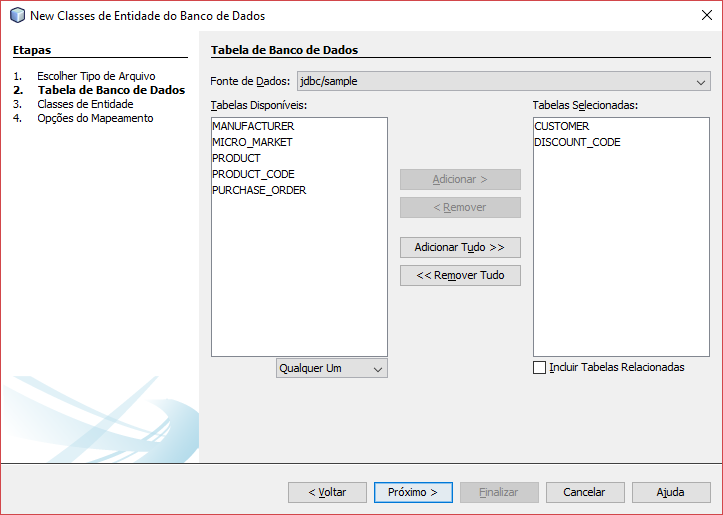 New Classes de Entidade do Banco de Dados
Etapas
1. Escolher Tipo de Arquivo
2. Tabela de Banco de Dados
3. Classes de Entidade
4. Opções do Mapeamento
Tabela de Banco de Dados
Fonte de Dados: jdbc/sample
Tabelas Disponíveis:
MANUFACTURER
MICRO_MARKET
PRODUCT
PRODUCT_CODE
PURCHASE_ORDER
Qualquer Um
Adicionar >
< Remover
Adicionar Tudo >>
<< Remover Tudo
Tabelas Selecionadas:
CUSTOMER
DISCOUNT_CODE
Incluir Tabelas Relacionadas
< Voltar Próximo > Finalizar Cancelar Ajuda